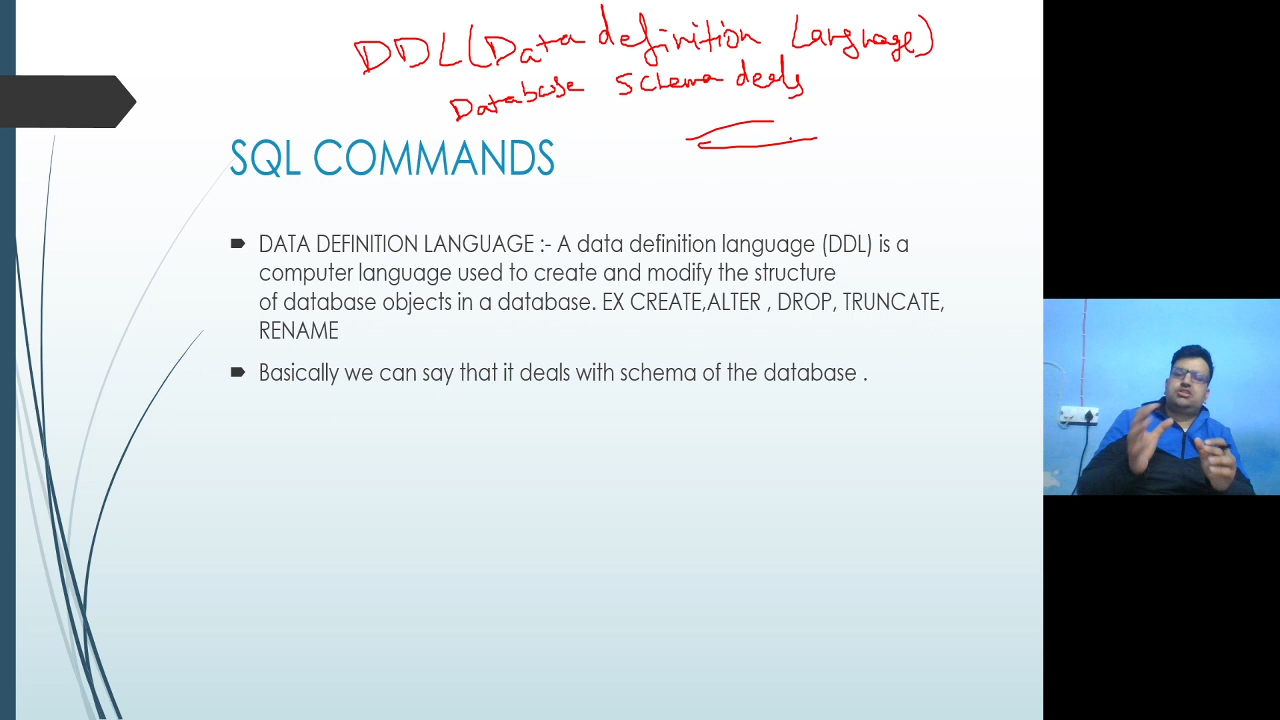 DDL(Data definition Language)
Database Schema deals
SQL COMMANDS
DATA DEFINITION LANGUAGE :- A data definition language (DDL) is a
computer language used to create and modify the structure
of database objects in a database. EX CREATE,ALTER , DROP, TRUNCATE,
RENAME
Basically we can say that it deals with schema of the database .